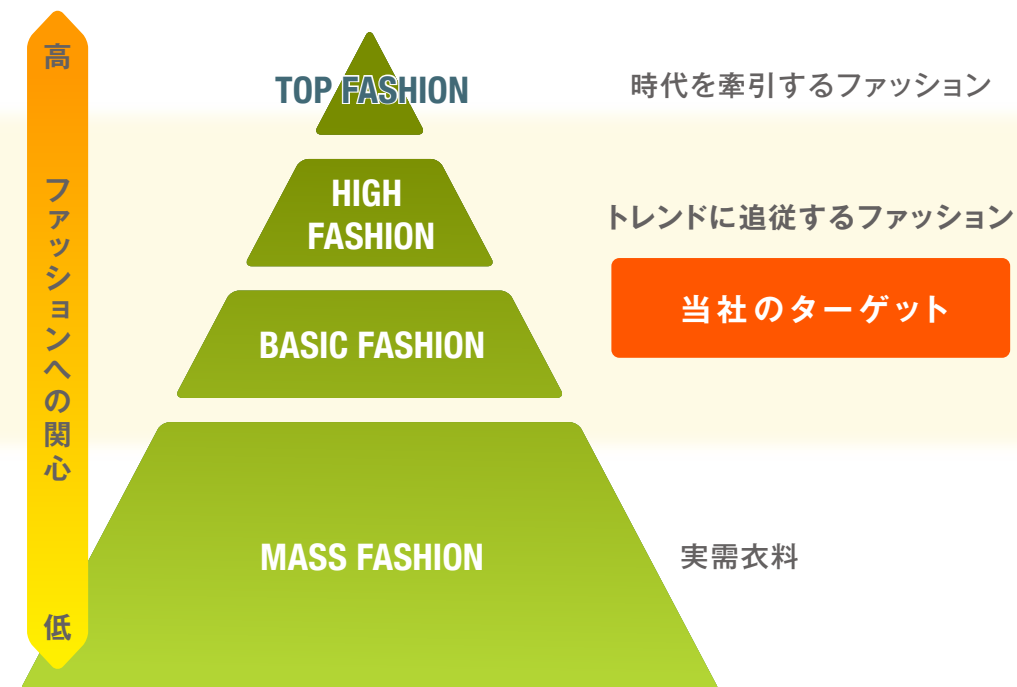 高
ファッションへの関心
低
TOP FASHION
時代を牽引するファッション
HIGH
FASHION
トレンドに追従するファッション
当社のターゲット
BASIC FASHION
MASS FASHION
実需衣料